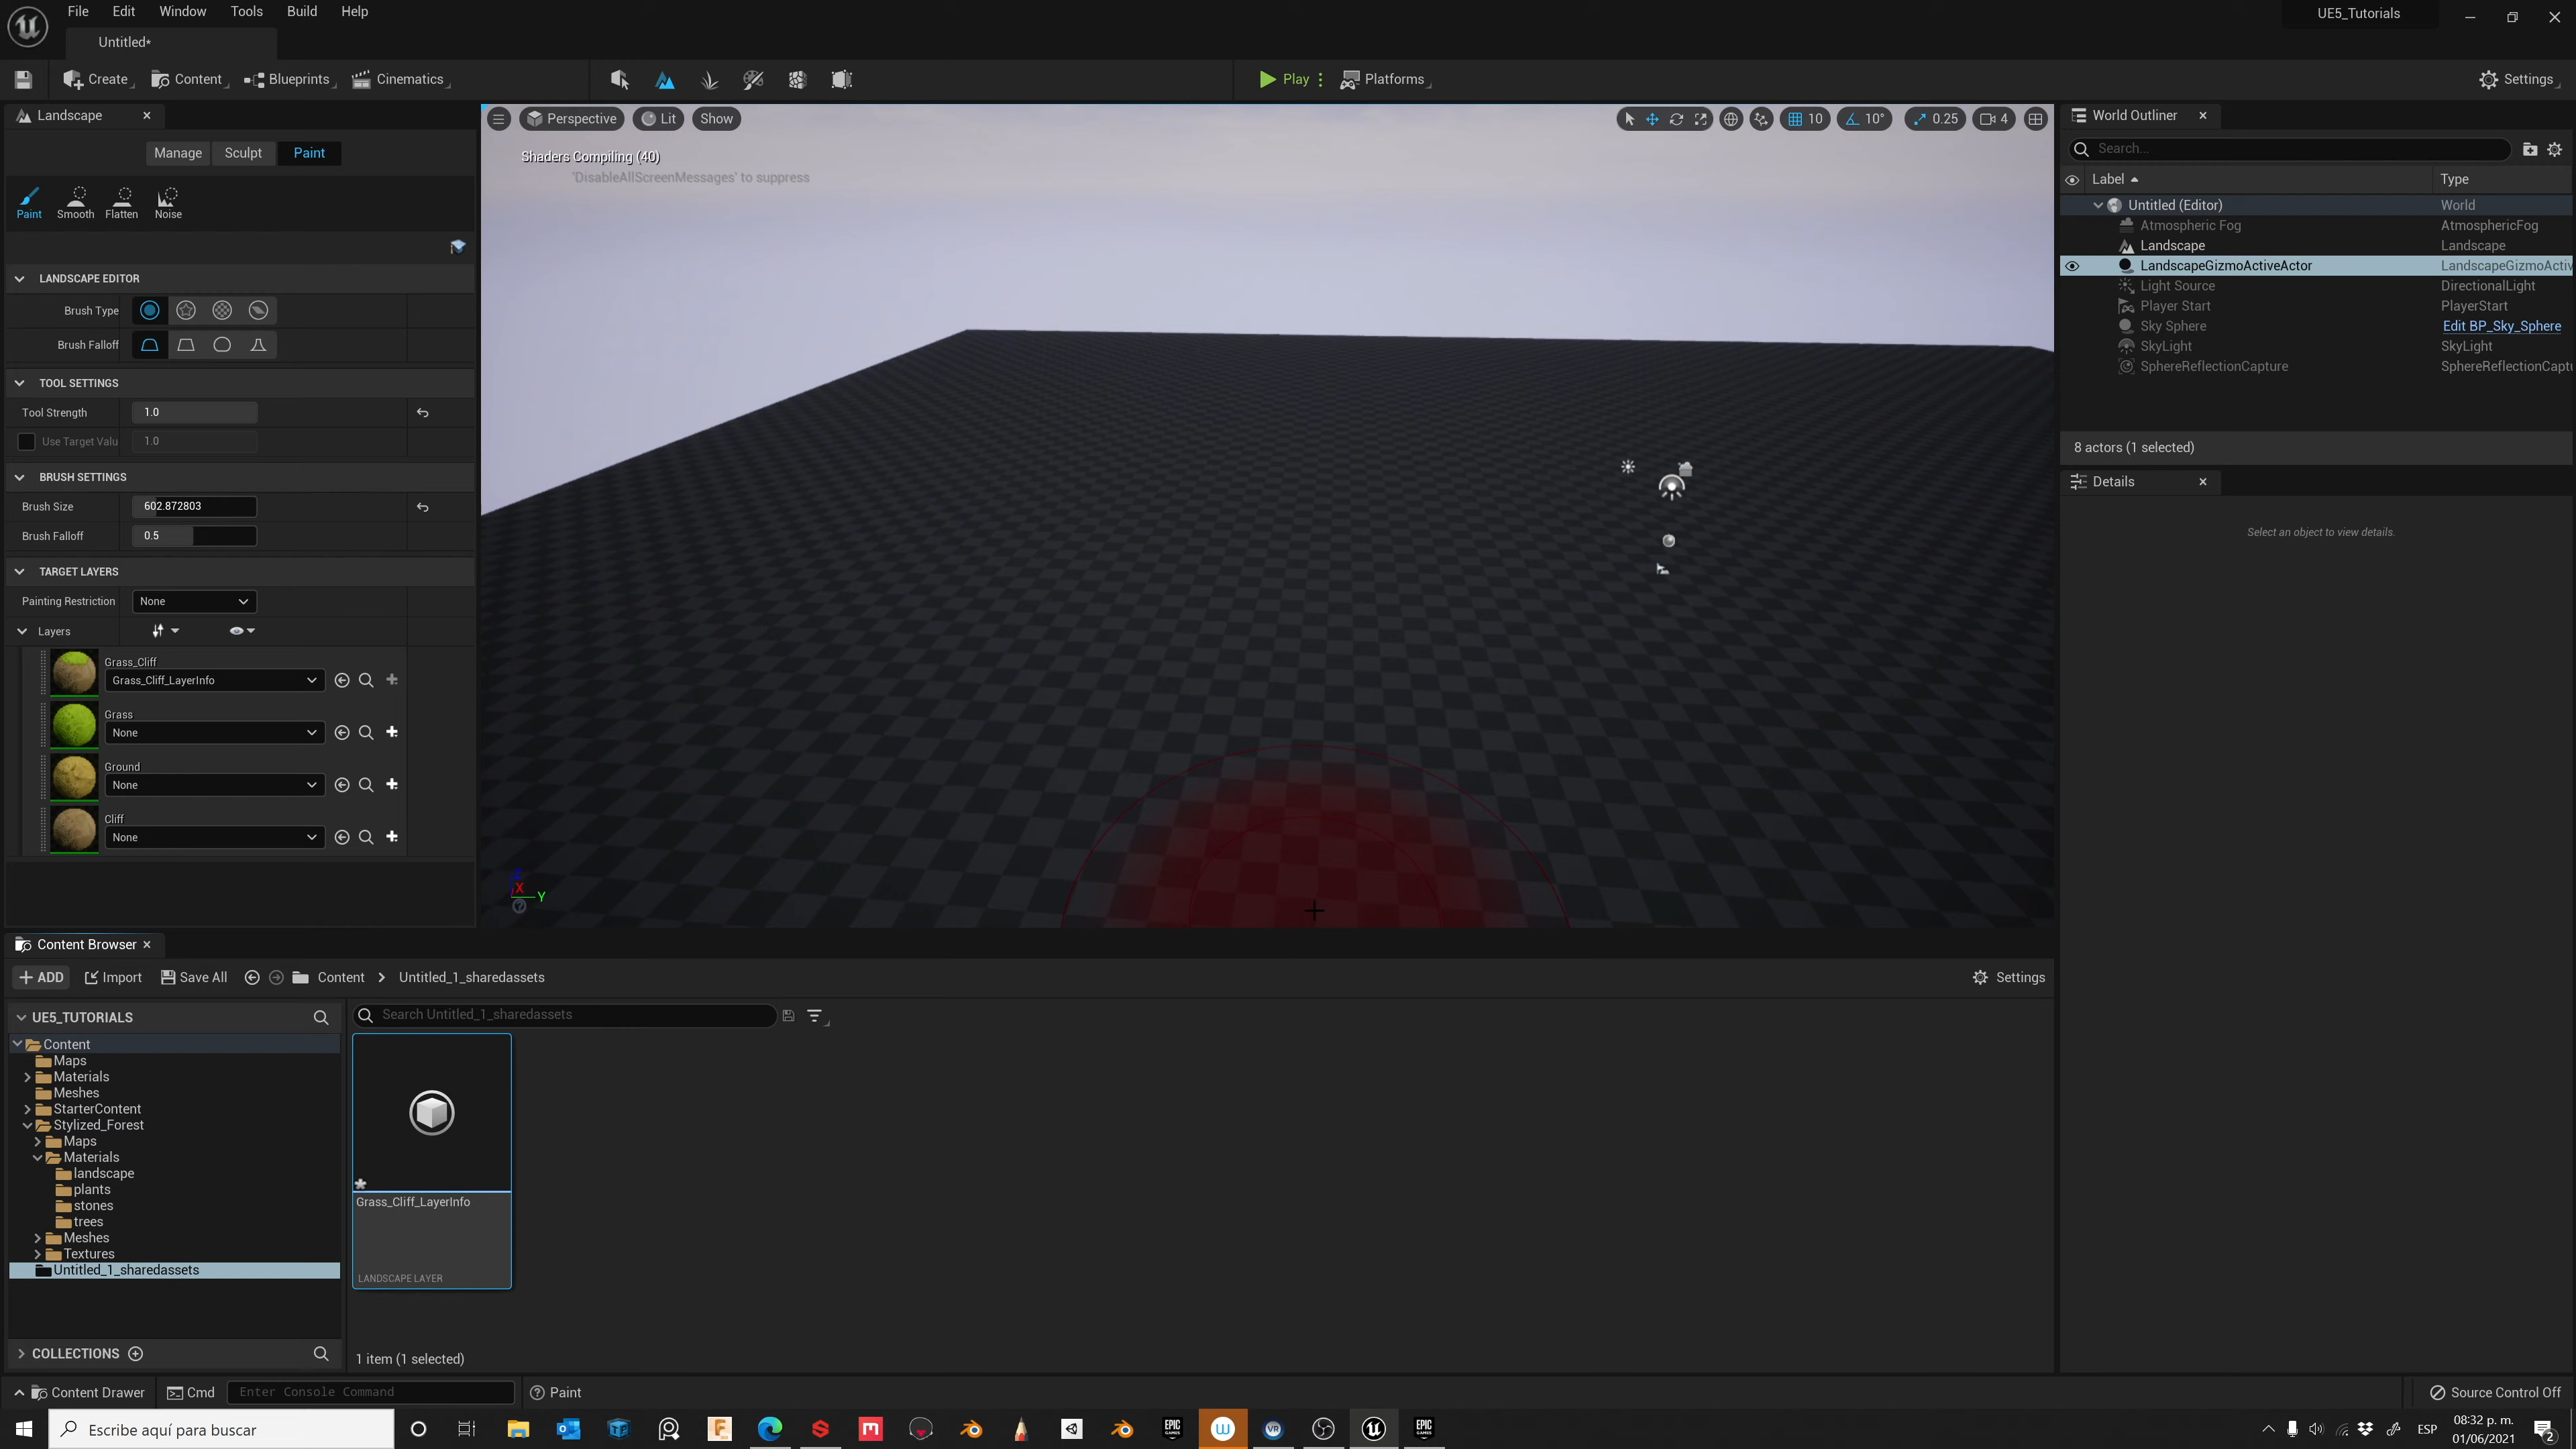 File Edit Window Tools Build Help
UE5_Tutorials
Untitled*
Create Content Blueprints Cinematics
Play Platforms
Settings
Landscape
Manage Sculpt Paint
Paint Smooth Flatten Noise
LANDSCAPE EDITOR
Brush Type
Brush Falloff
TOOL SETTINGS
Tool Strength 1.0
Use Target Valu 1.0
BRUSH SETTINGS
Brush Size 602.872803
Brush Falloff 0.5
TARGET LAYERS
Painting Restriction None
Layers
Grass_Cliff
Grass_Cliff_LayerInfo
Grass
None
Ground
None
Cliff
None
Perspective Lit Show
10 10° 0.25 4
Shaders Compiling (40)
'DisableAllScreenMessages' to suppress
X Y
World Outliner
Search...
Label Type
Untitled (Editor) World
Atmospheric Fog AtmosphericFog
Landscape Landscape
LandscapeGizmoActiveActor LandscapeGizmoActiv
Light Source DirectionalLight
Player Start PlayerStart
Sky Sphere Edit BP_Sky_Sphere
SkyLight SkyLight
SphereReflectionCapture SphereReflectionCaptu
8 actors (1 selected)
Details
Select an object to view details.
Content Browser
ADD Import Save All Content Untitled_1_sharedassets
Settings
UE5_TUTORIALS
Search Untitled_1_sharedassets
Content
Maps
Materials
Meshes
StarterContent
Stylized_Forest
Maps
Materials
landscape
plants
stones
trees
Meshes
Textures
Untitled_1_sharedassets
COLLECTIONS
Grass_Cliff_LayerInfo
LANDSCAPE LAYER
1 item (1 selected)
Content Drawer Cmd Enter Console Command Paint
Source Control Off
Escribe aquí para buscar
EPIC GAMES
W
VR
EPIC GAMES
ESP
08:32 p. m.
01/06/2021
2